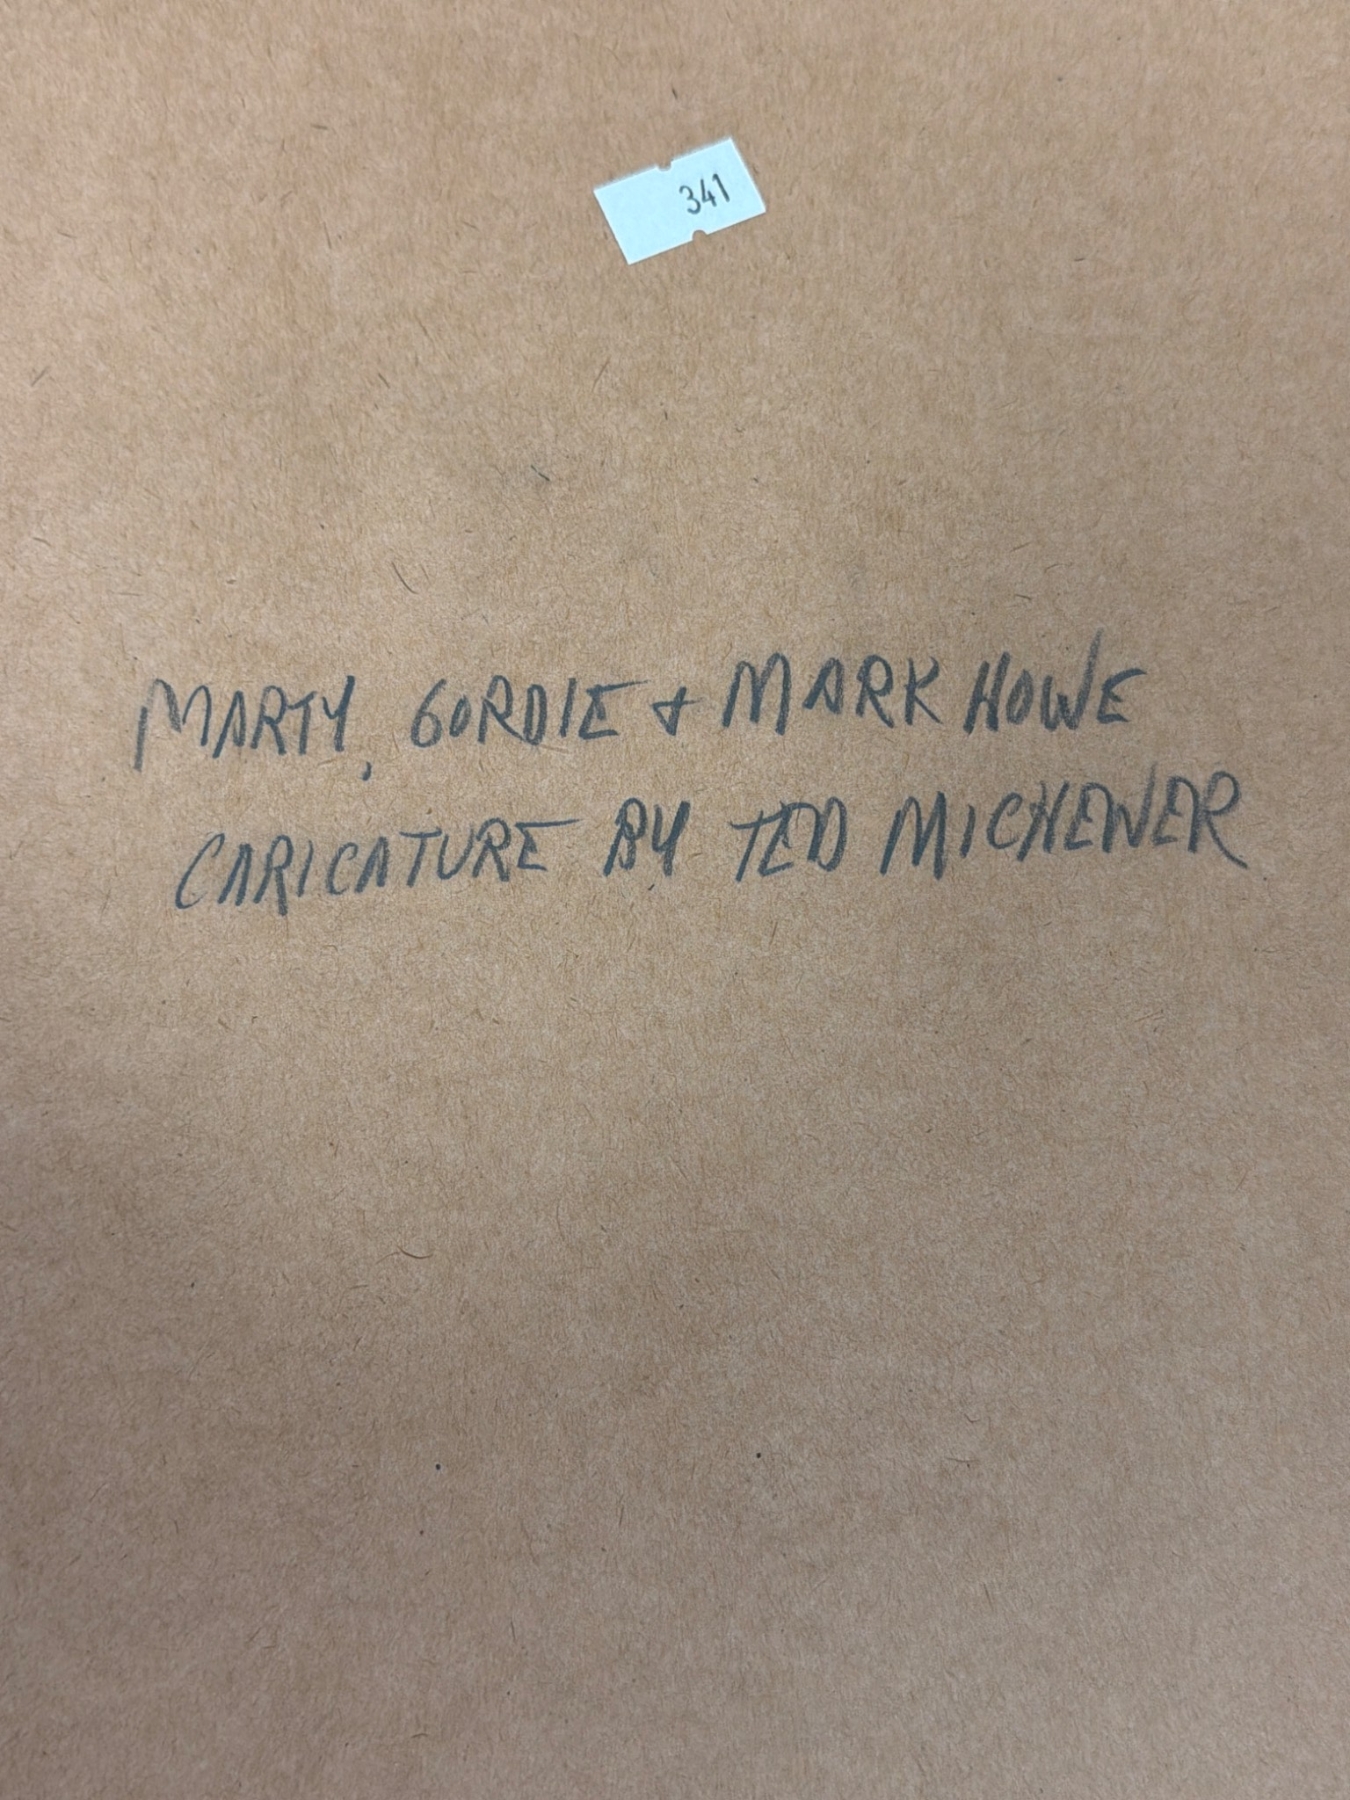 341
MARTY, GORDIE + MARK HOWE
CARICATURE BY TED MICHENER